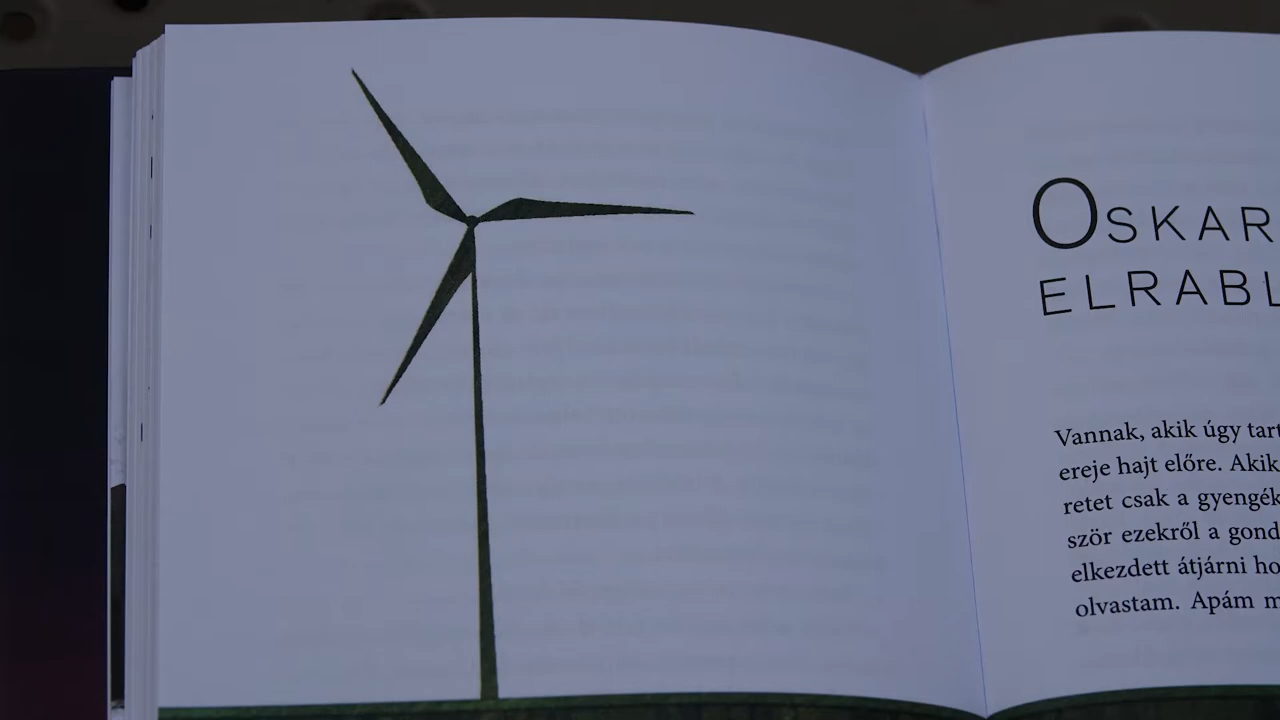 OSKAR
ELRABL
Vannak, akik úgy tart
ereje hajt előre. Akik
retet csak a gyengék
ször ezekről a gond
elkezdett átjárni ho
olvastam. Apám m